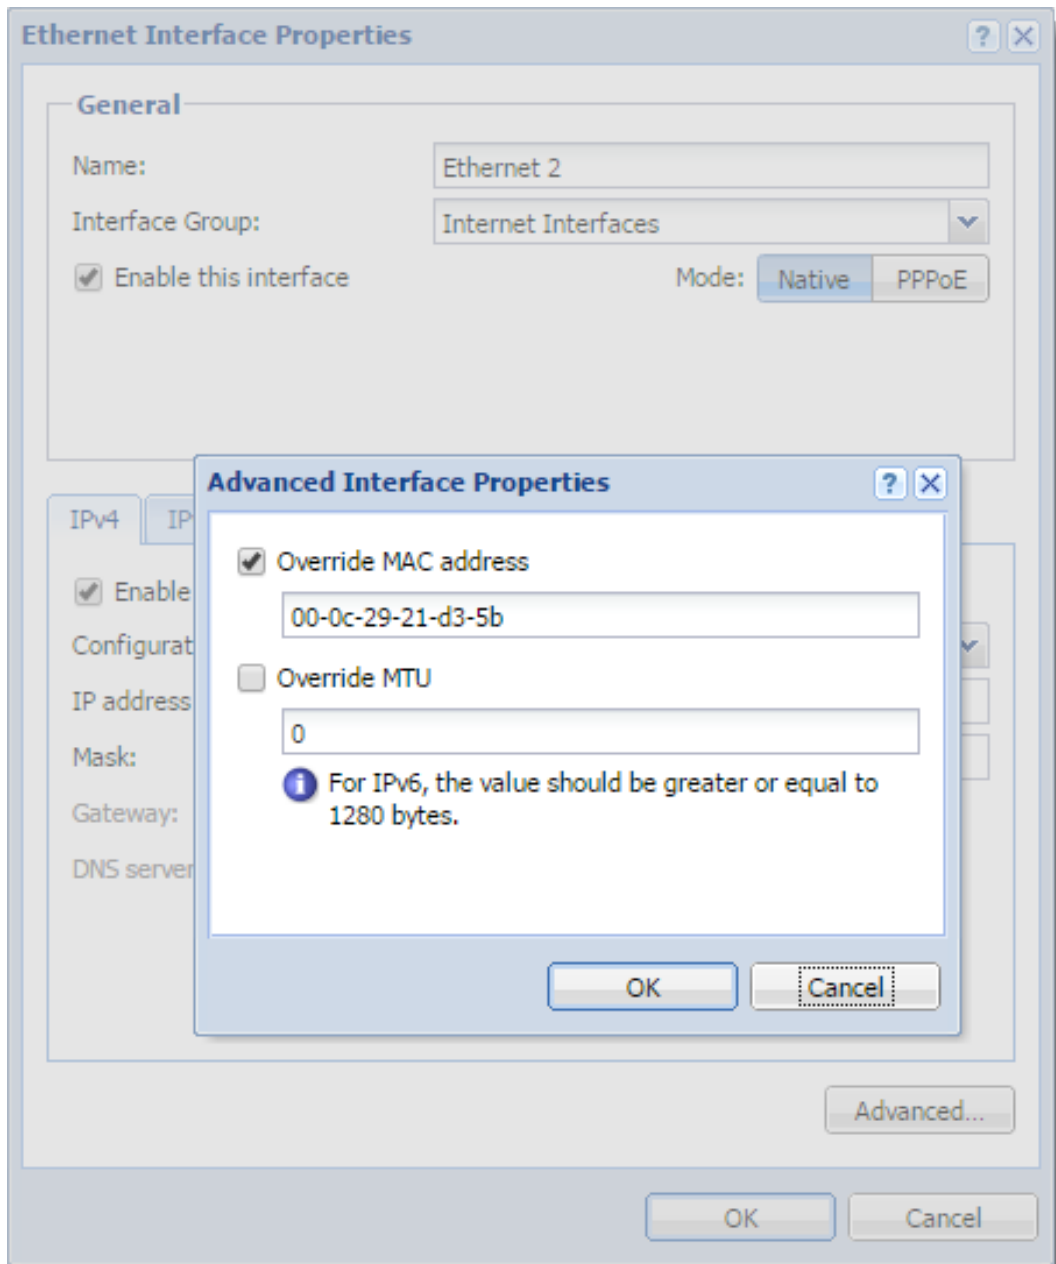 Ethernet Interface Properties
General
Name:
Ethernet 2
Interface Group:
Internet Interfaces
Enable this interface
Mode:
Native
PPPoE
Advanced Interface Properties
IPv4
IP
Override MAC address
Enable
00-0c-29-21-d3-5b
Configurat
Override MTU
IP address
0
Mask:
For IPv6, the value should be greater or equal to
1280 bytes.
Gateway:
DNS server
OK
Cancel
Advanced...
OK
Cancel